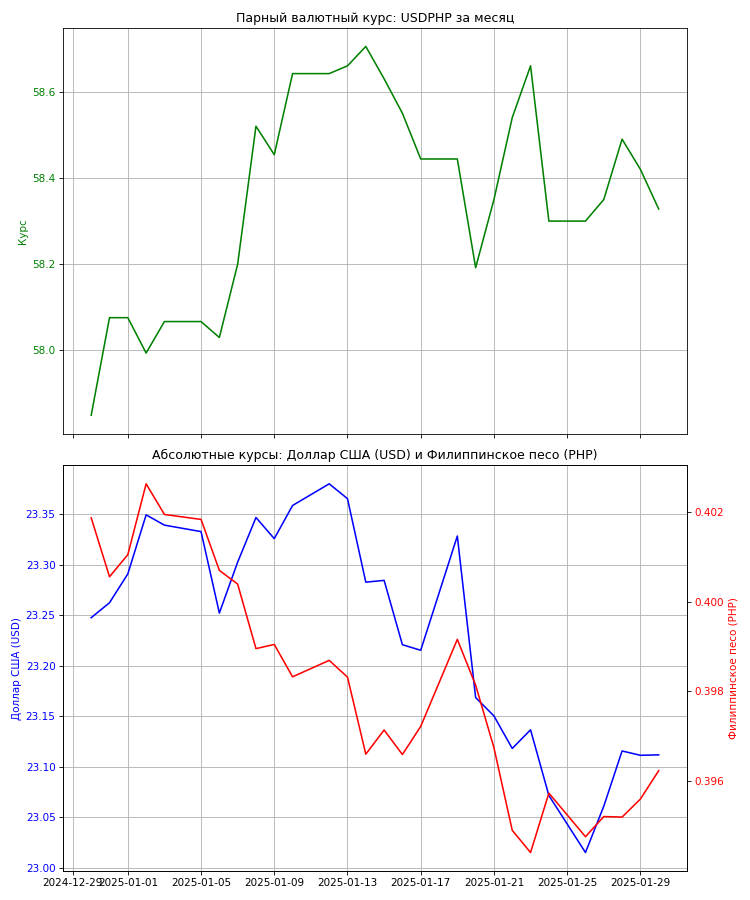 Парный валютный курс: USDPHP за месяц
58.6
58.4
58.2
58.0
Курс
Абсолютные курсы: Доллар США (USD) и Филиппинское песо (PHP)
23.35
23.30
23.25
23.20
23.15
23.10
23.05
23.00
Доллар США (USD)
0.402
0.400
0.398
0.396
Филиппинское песо (PHP)
2024-12-29 2025-01-01 2025-01-05 2025-01-09 2025-01-13 2025-01-17 2025-01-21 2025-01-25 2025-01-29